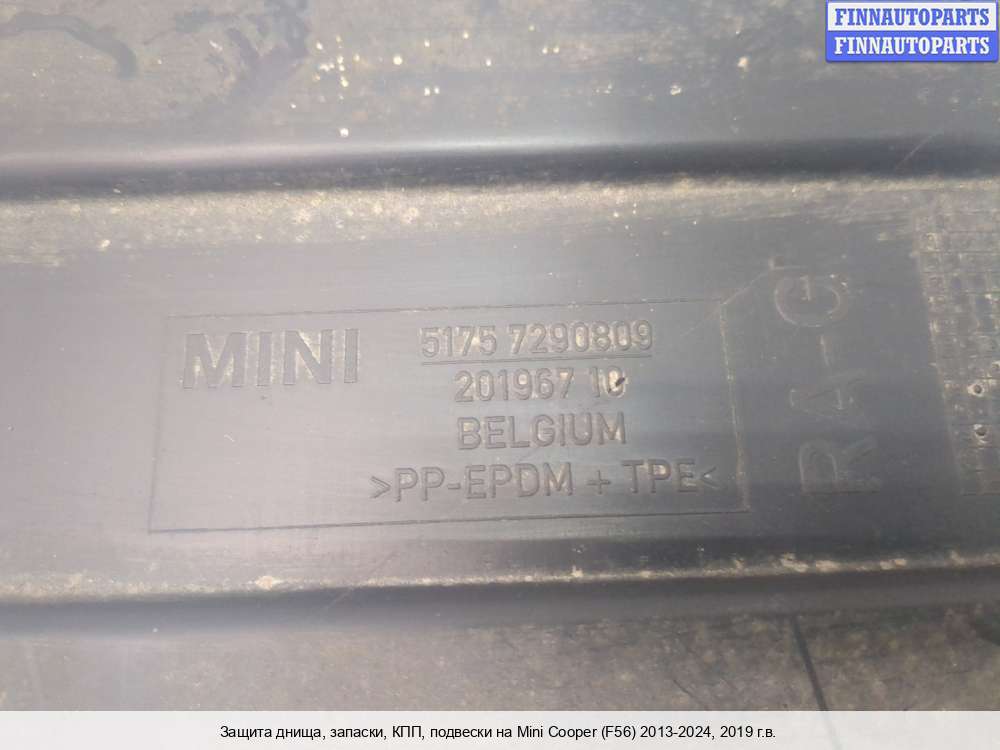 FINNAUTOPARTS
FINNAUTOPARTS
MINI 5175 7290809
201967 10
BELGIUM
>PP-EPDM + TPE<
RA-G
Защита днища, запаски, КПП, подвески на Mini Cooper (F56) 2013-2024, 2019 г.в.